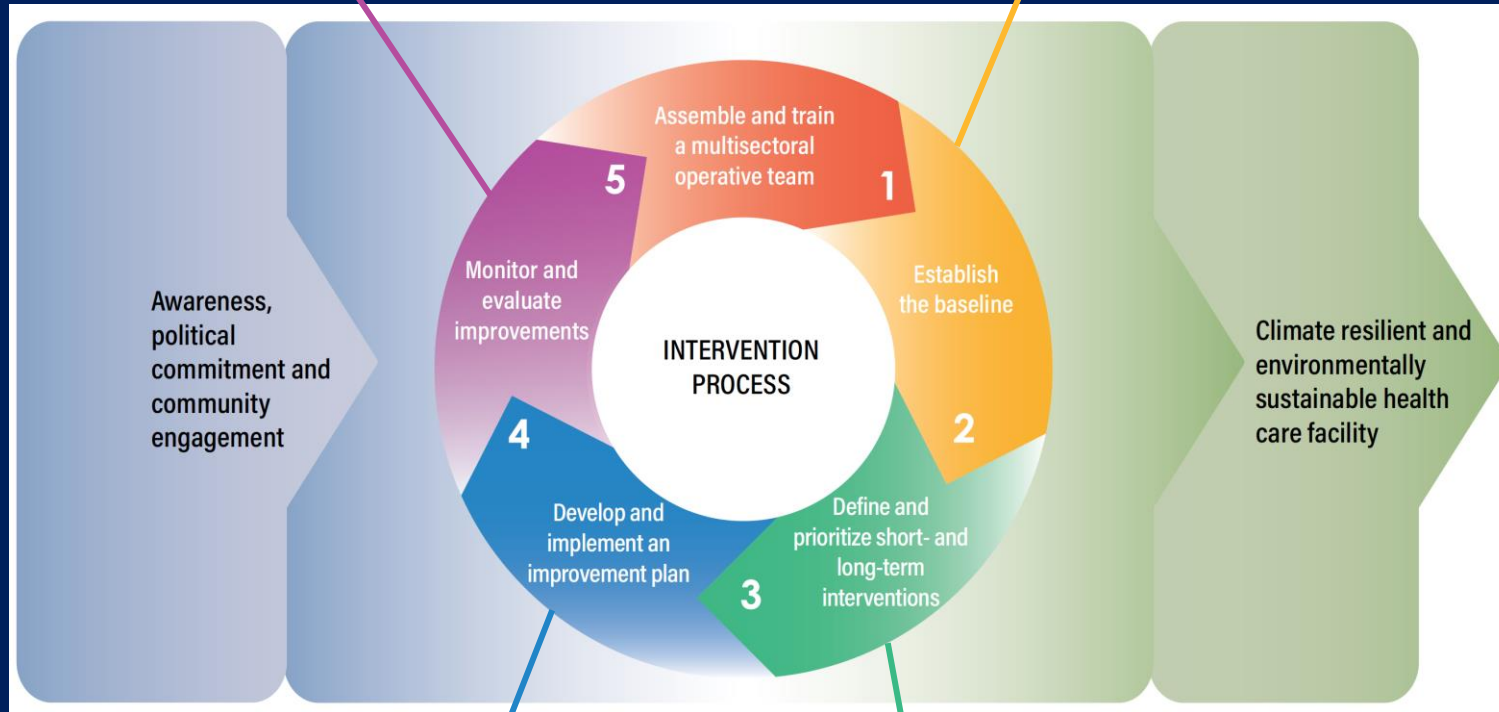 Awareness,
political
commitment and
community
engagement
INTERVENTION
PROCESS
Assemble and train
a multisectoral
operative team
1
Establish
the baseline
2
Define and
prioritize short- and
long-term
interventions
3
Develop and
implement an
improvement plan
4
Monitor and
evaluate
improvements
5
Climate resilient and
environmentally
sustainable health
care facility